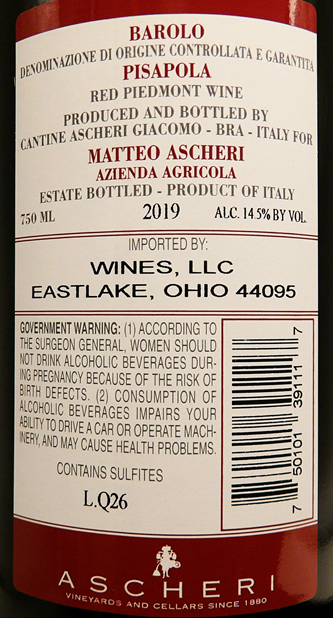 BAROLO
DENOMINAZIONE DI ORIGINE CONTROLLATA E GARANTITA
PISAPOLA
RED PIEDMONT WINE
PRODUCED AND BOTTLED BY
CANTINE ASCHERI GIACOMO - BRA - ITALY FOR
MATTEO ASCHERI
AZIENDA AGRICOLA
ESTATE BOTTLED - PRODUCT OF ITALY
750 ML 2019 ALC. 14.5% BY VOL.
IMPORTED BY:
WINES, LLC
EASTLAKE, OHIO 44095
GOVERNMENT WARNING: (1) ACCORDING TO
THE SURGEON GENERAL, WOMEN SHOULD
NOT DRINK ALCOHOLIC BEVERAGES DUR-
ING PREGNANCY BECAUSE OF THE RISK OF
BIRTH DEFECTS. (2) CONSUMPTION OF
ALCOHOLIC BEVERAGES IMPAIRS YOUR
ABILITY TO DRIVE A CAR OR OPERATE MACH-
INERY, AND MAY CAUSE HEALTH PROBLEMS.
CONTAINS SULFITES
L.Q26
7 50101 39111 7
ASCHERI
VINEYARDS AND CELLARS SINCE 1880